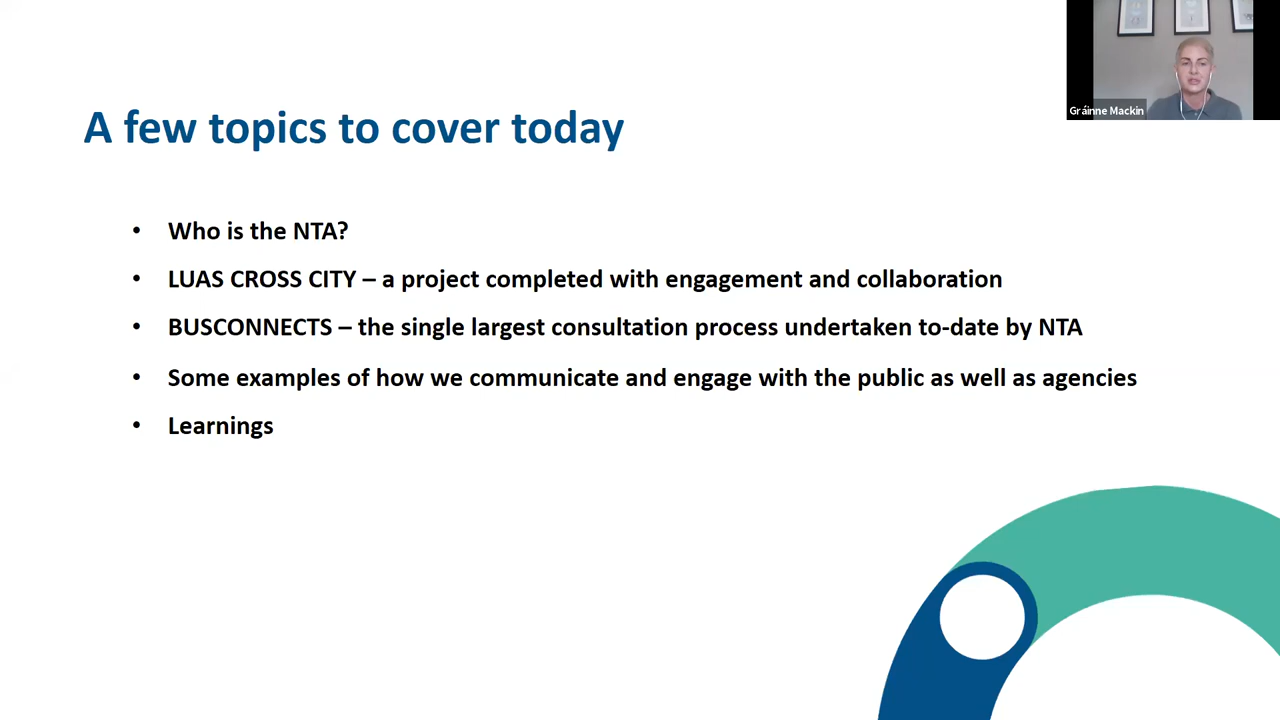 Gráinne Mackin
A few topics to cover today
• Who is the NTA?
• LUAS CROSS CITY – a project completed with engagement and collaboration
• BUSCONNECTS – the single largest consultation process undertaken to-date by NTA
• Some examples of how we communicate and engage with the public as well as agencies
• Learnings